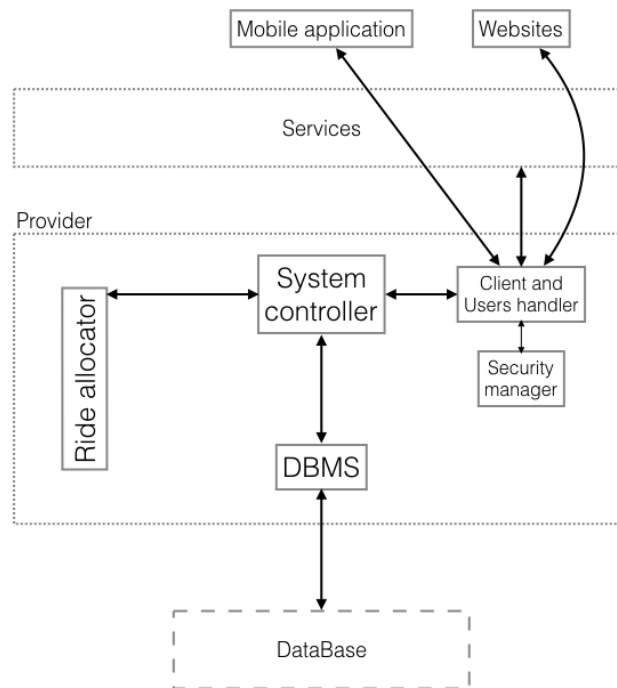 Mobile application
Websites
Services
Provider
System
controller
Client and
Users handler
Ride allocator
Security
manager
DBMS
DataBase